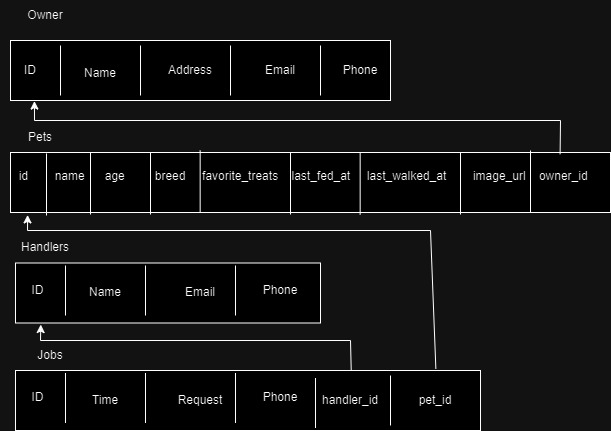 Owner
ID Name Address Email Phone
Pets
id name age breed favorite_treats last_fed_at last_walked_at image_url owner_id
Handlers
ID Name Email Phone
Jobs
ID Time Request Phone handler_id pet_id